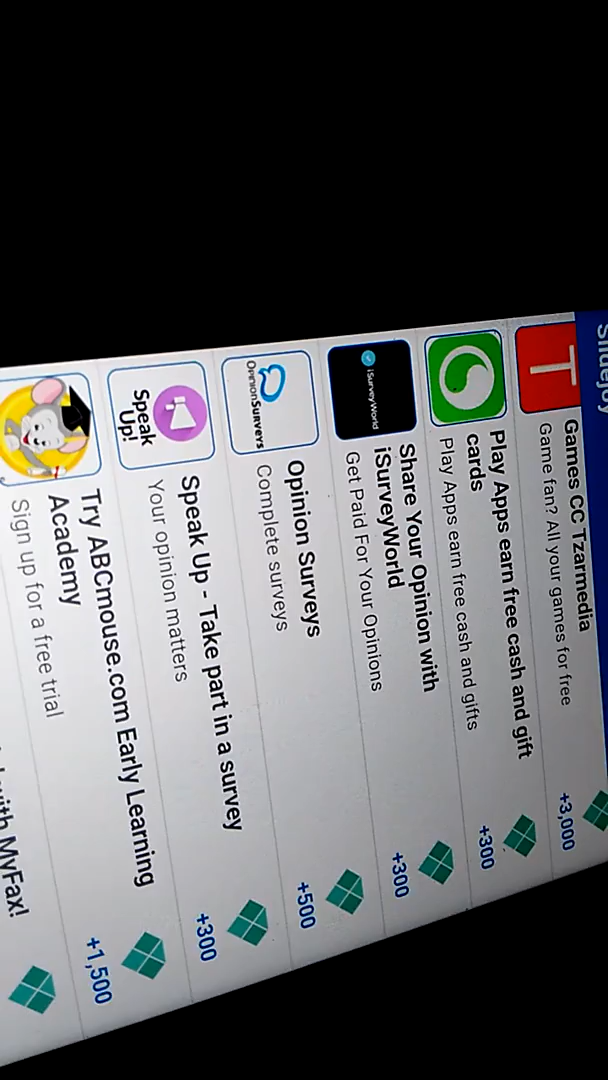 Slidejoy
T
Games CC Tzarmedia
Game fan? All your games for free
+3,000
Play Apps earn free cash and gift
cards
Play Apps earn free cash and gifts
+300
iSurveyWorld
Share Your Opinion with
iSurveyWorld
Get Paid For Your Opinions
+300
OpinionSurveys
Opinion Surveys
Complete surveys
+500
Speak
Up!
Speak Up - Take part in a survey
Your opinion matters
+300
Try ABCmouse.com Early Learning
Academy
Sign up for a free trial
+1,500
with MyFax!